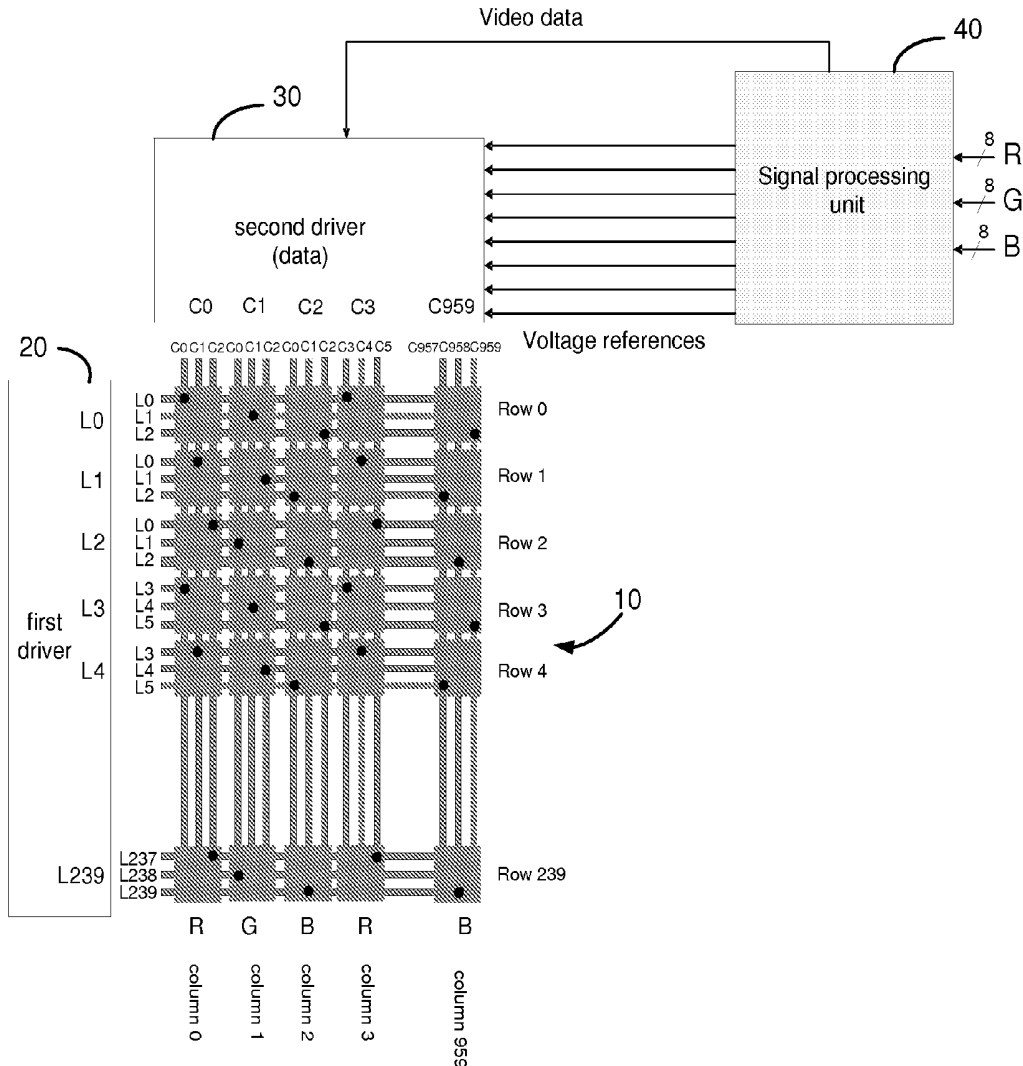 Video data
40
30
8
R
8
G
8
B
Signal processing
unit
second driver
(data)
C0 C1 C2 C3 C959
Voltage references
20
C0 C1 C2 C0 C1 C2 C0 C1 C2 C3 C4 C5 C957 C958 C959
L0
L0
L1
L2
Row 0
L1
L0
L1
L2
Row 1
L2
L0
L1
L2
Row 2
L3
L3
L4
L5
Row 3
10
first
driver
L4
L3
L4
L5
Row 4
L239
L237
L238
L239
Row 239
R G B R B
column 0
column 1
column 2
column 3
column 959